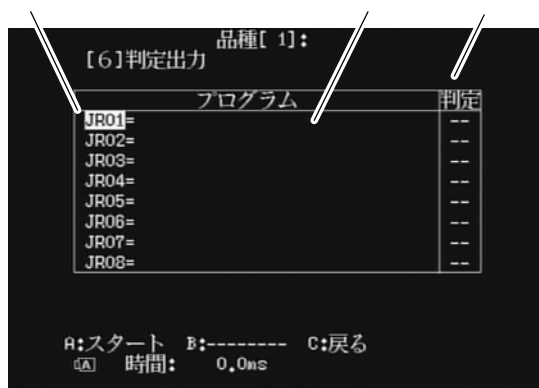 品種[ 1]:
[6]判定出力
プログラム 判定
JR01= --
JR02= --
JR03= --
JR04= --
JR05= --
JR06= --
JR07= --
JR08= --
A:スタート B:-------- C:戻る
A 時間: 0.0ms